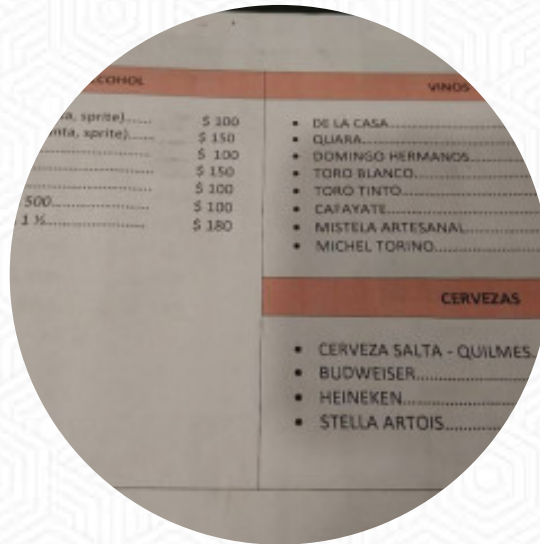 COHOL
sprite)...... $ 100
nta, sprite)...... $ 150
.................... $ 100
.................... $ 150
.................... $ 100
500.................... $ 100
1 ½.................... $ 180
VINOS
• DE LA CASA
• QUARA
• DOMINGO HERMANOS
• TORO BLANCO
• TORO TINTO
• CAFAYATE
• MISTELA ARTESANAL
• MICHEL TORINO
CERVEZAS
• CERVEZA SALTA - QUILMES
• BUDWEISER
• HEINEKEN
• STELLA ARTOIS